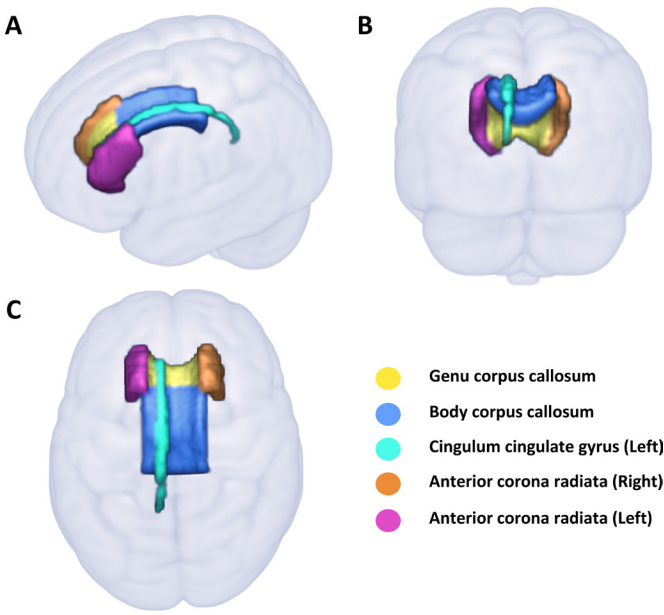 A
B
C
Genu corpus callosum
Body corpus callosum
Cingulum cingulate gyrus (Left)
Anterior corona radiata (Right)
Anterior corona radiata (Left)